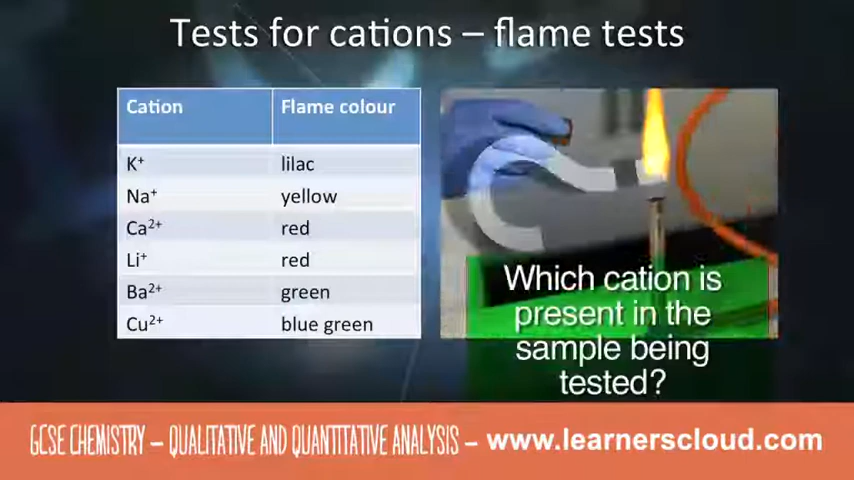 Tests for cations – flame tests
Cation Flame colour
K⁺ lilac
Na⁺ yellow
Ca²⁺ red
Li⁺ red
Ba²⁺ green
Cu²⁺ blue green
Which cation is
present in the
sample being
tested?
GCSE CHEMISTRY – QUALITATIVE AND QUANTITATIVE ANALYSIS – www.learnerscloud.com